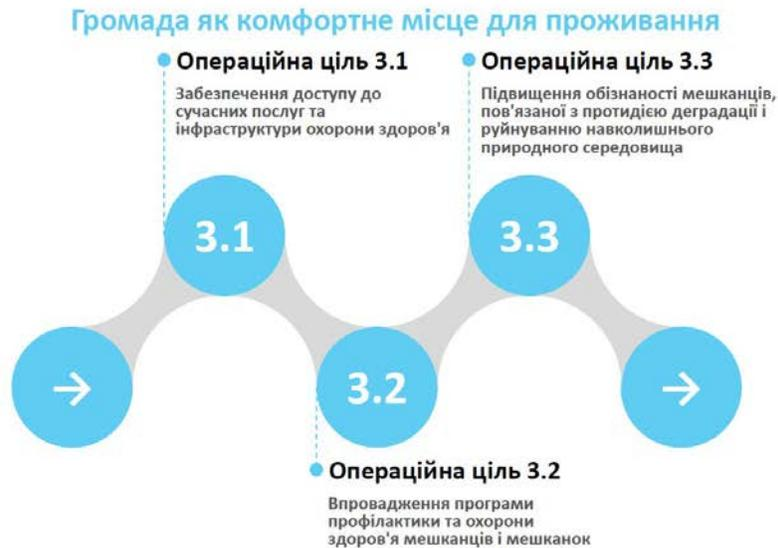 Громада як комфортне місце для проживання
Операційна ціль 3.1
Забезпечення доступу до
сучасних послуг та
інфраструктури охорони здоров'я
Операційна ціль 3.3
Підвищення обізнаності мешканців,
пов'язаної з протидією деградації і
руйнуванню навколишнього
природного середовища
3.1
3.3
3.2
Операційна ціль 3.2
Впровадження програми
профілактики та охорони
здоров'я мешканців і мешканок